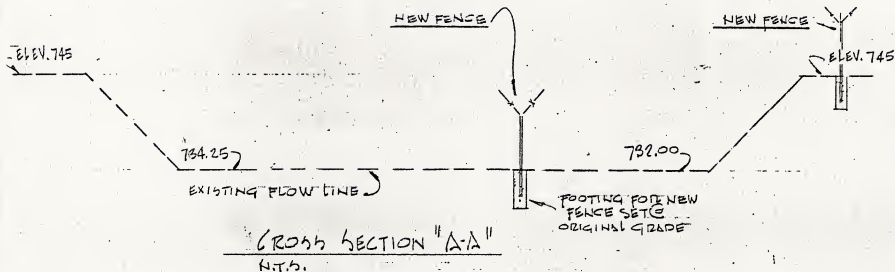 NEW FENCE
NEW FENCE
ELEV. 745
ELEV. 745
734.25
732.00
EXISTING FLOW LINE
FOOTING FOR NEW
FENCE SET @
ORIGINAL GRADE
CROSS SECTION "A-A"
N.T.S.